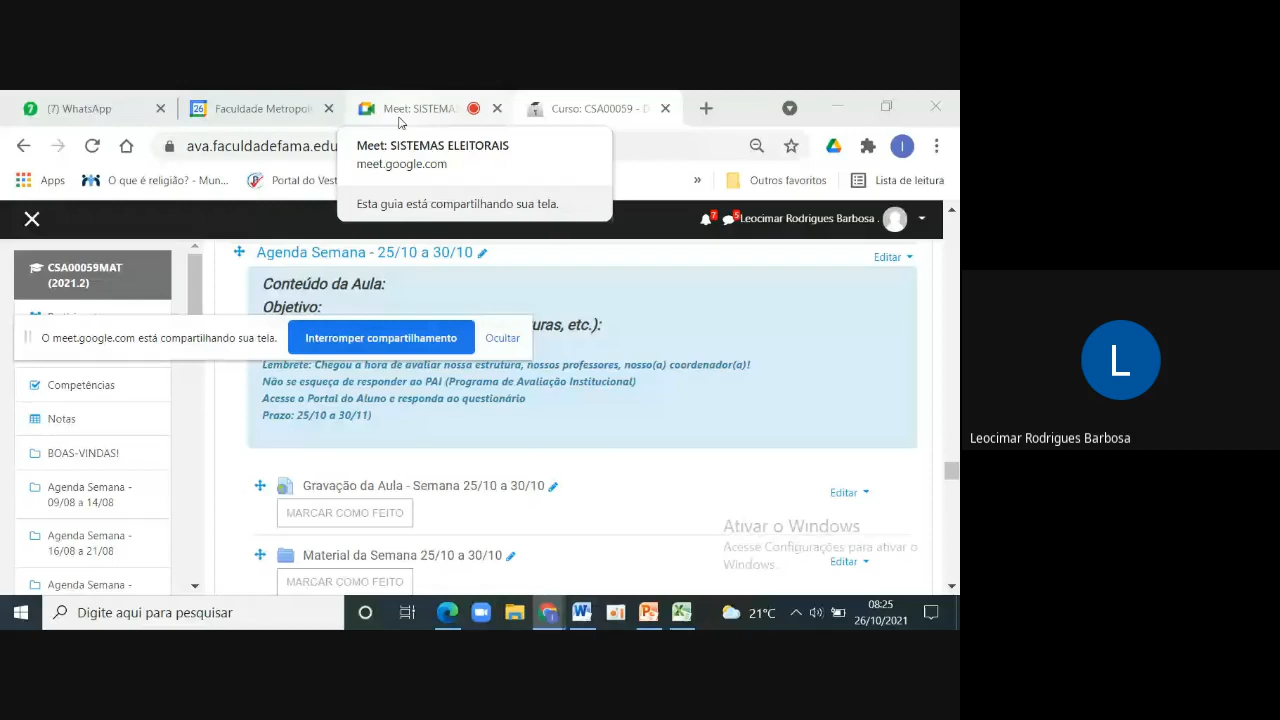 (7) WhatsApp
Faculdade Metropol
Meet: SISTEMA
Curso: CSA00059 - D
ava.faculdadefama.edu
Meet: SISTEMAS ELEITORAIS
meet.google.com
Esta guia está compartilhando sua tela.
Apps
O que é religião? - Mun...
Portal do Vest
»
Outros favoritos
Lista de leitura
7
5
Leocimar Rodrigues Barbosa .
CSA00059MAT
(2021.2)
Agenda Semana - 25/10 a 30/10
Editar
Conteúdo da Aula:
Objetivo:
uras, etc.):
O meet.google.com está compartilhando sua tela.
Interromper compartilhamento
Ocultar
Lembrete: Chegou a hora de avaliar nossa estrutura, nossas professores, nosso(a) coordenador(a)!
Não se esqueça de responder ao PAI (Programa de Avaliação Institucional)
Acesse o Portal do Aluno e responda ao questionário
Prazo: 25/10 a 30/11)
Competências
Notas
BOAS-VINDAS!
Agenda Semana -
09/08 a 14/08
Agenda Semana -
16/08 a 21/08
Agenda Semana -
Gravação da Aula - Semana 25/10 a 30/10
Editar
MARCAR COMO FEITO
Material da Semana 25/10 a 30/10
Editar
MARCAR COMO FEITO
Ativar o Windows
Acesse Configurações para ativar o
Windows.
Digite aqui para pesquisar
21°C
08:25
26/10/2021
L
Leocimar Rodrigues Barbosa